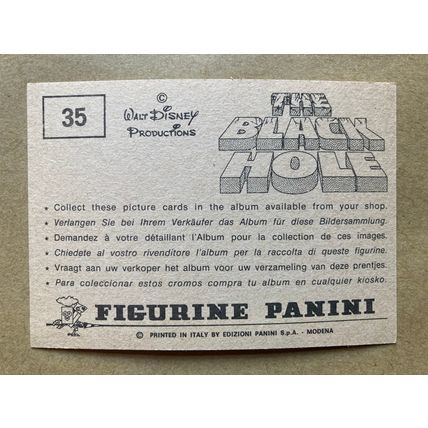 35
©
WALT DISNEY
PRODUCTIONS
THE
BLACK
HOLE
• Collect these picture cards in the album available from your shop.
• Verlangen Sie bei Ihrem Verkäufer das Album für diese Bildersammlung.
• Demandez à votre détaillant l'Album pour la collection de ces images.
• Chiedete al vostro rivenditore l'album per la raccolta di queste figurine.
• Vraagt aan uw verkoper het album voor uw verzameling van deze prentjes.
• Para coleccionar estos cromos compra tu album en cualquier kiosko.
FIGURINE PANINI
© PRINTED IN ITALY BY EDIZIONI PANINI S.p.A. - MODENA